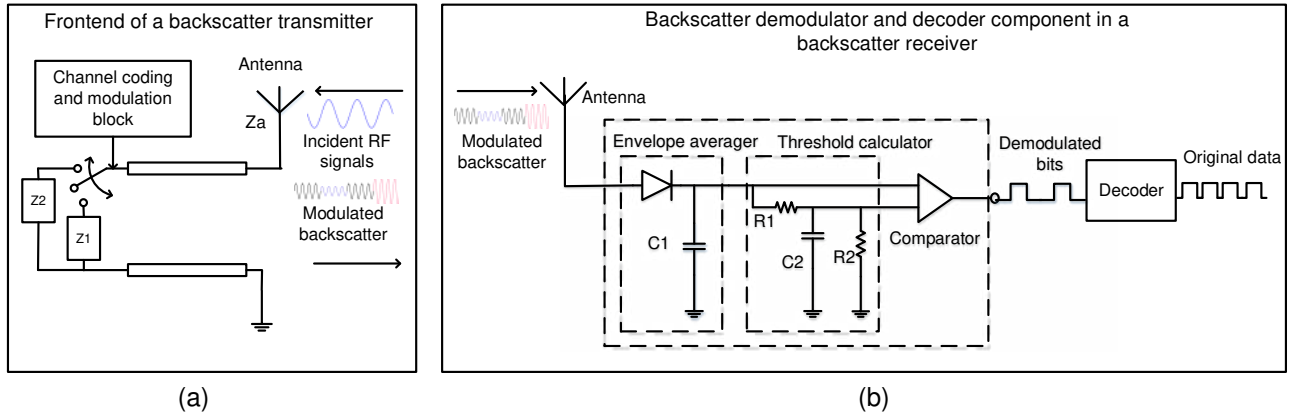 Frontend of a backscatter transmitter
Channel coding
and modulation
block
Antenna
Za
Incident RF
signals
Modulated
backscatter
Z2
Z1
(a)
Backscatter demodulator and decoder component in a
backscatter receiver
Antenna
Modulated
backscatter
Envelope averager
Threshold calculator
Demodulated
bits
Original data
Decoder
Comparator
R1
C1
C2
R2
(b)